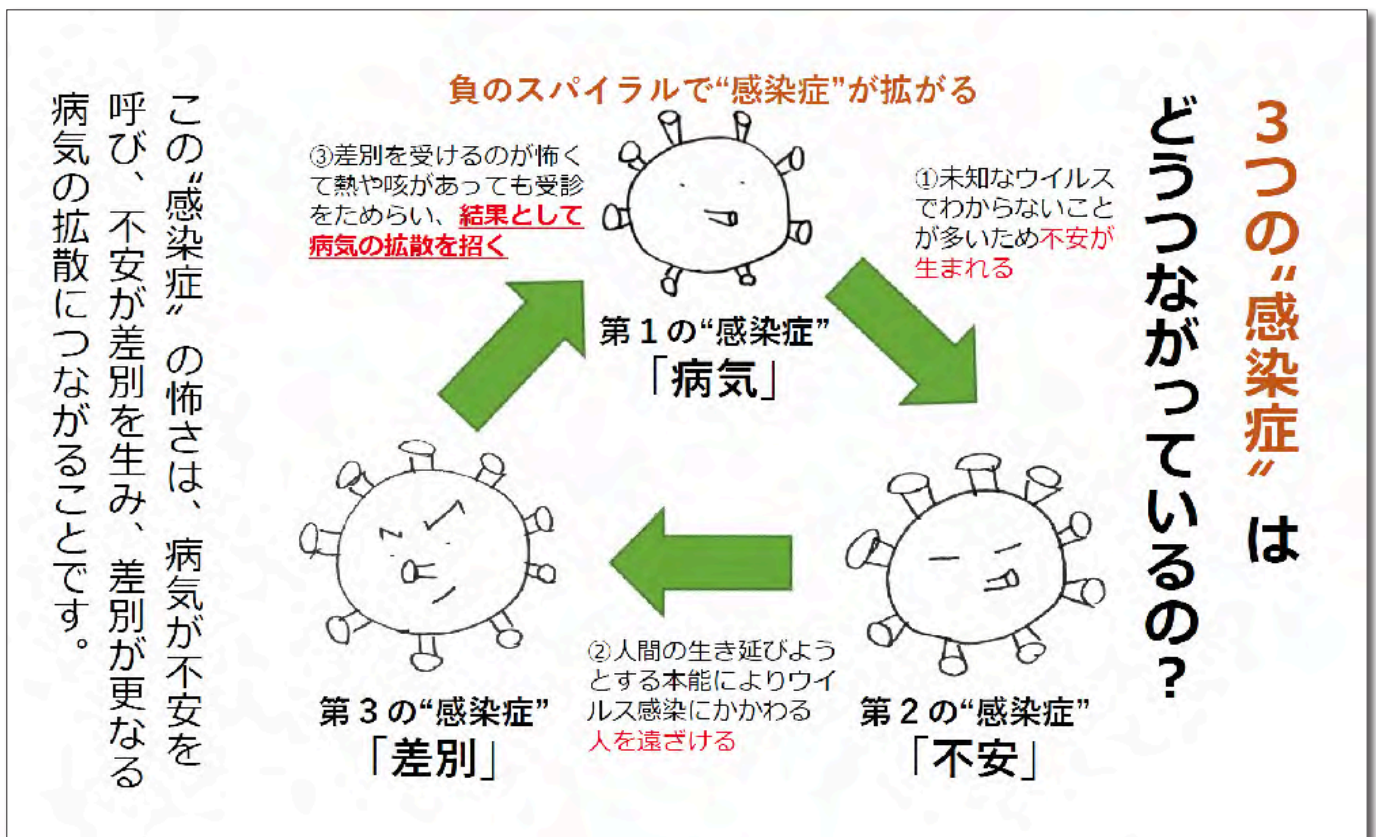 3つの“感染症”は
どうつながっているの？
負のスパイラルで“感染症”が拡がる
①未知なウイルス
でわからないこと
が多いため不安が
生まれる
第1の“感染症”
「病気」
②人間の生き延びよう
とする本能によりウイ
ルス感染にかかわる
人を遠ざける
第2の“感染症”
「不安」
③差別を受けるのが怖く
て熱や咳があっても受診
をためらい、結果として
病気の拡散を招く
第3の“感染症”
「差別」
この“感染症”の怖さは、病気が不安を
呼び、不安が差別を生み、差別が更なる
病気の拡散につながることです。